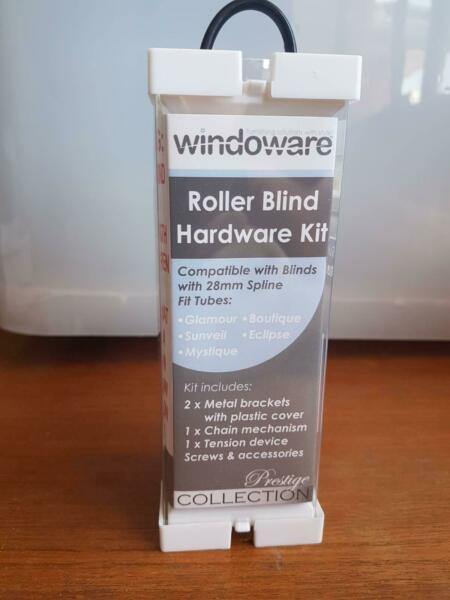 windoware
Roller Blind
Hardware Kit
Compatible with Blinds
with 28mm Spline
Fit Tubes:
•Glamour •Boutique
•Sunveil •Eclipse
•Mystique
Kit includes:
2 x Metal brackets
with plastic cover
1 x Chain mechanism
1 x Tension device
Screws & accessories
Prestige
COLLECTION